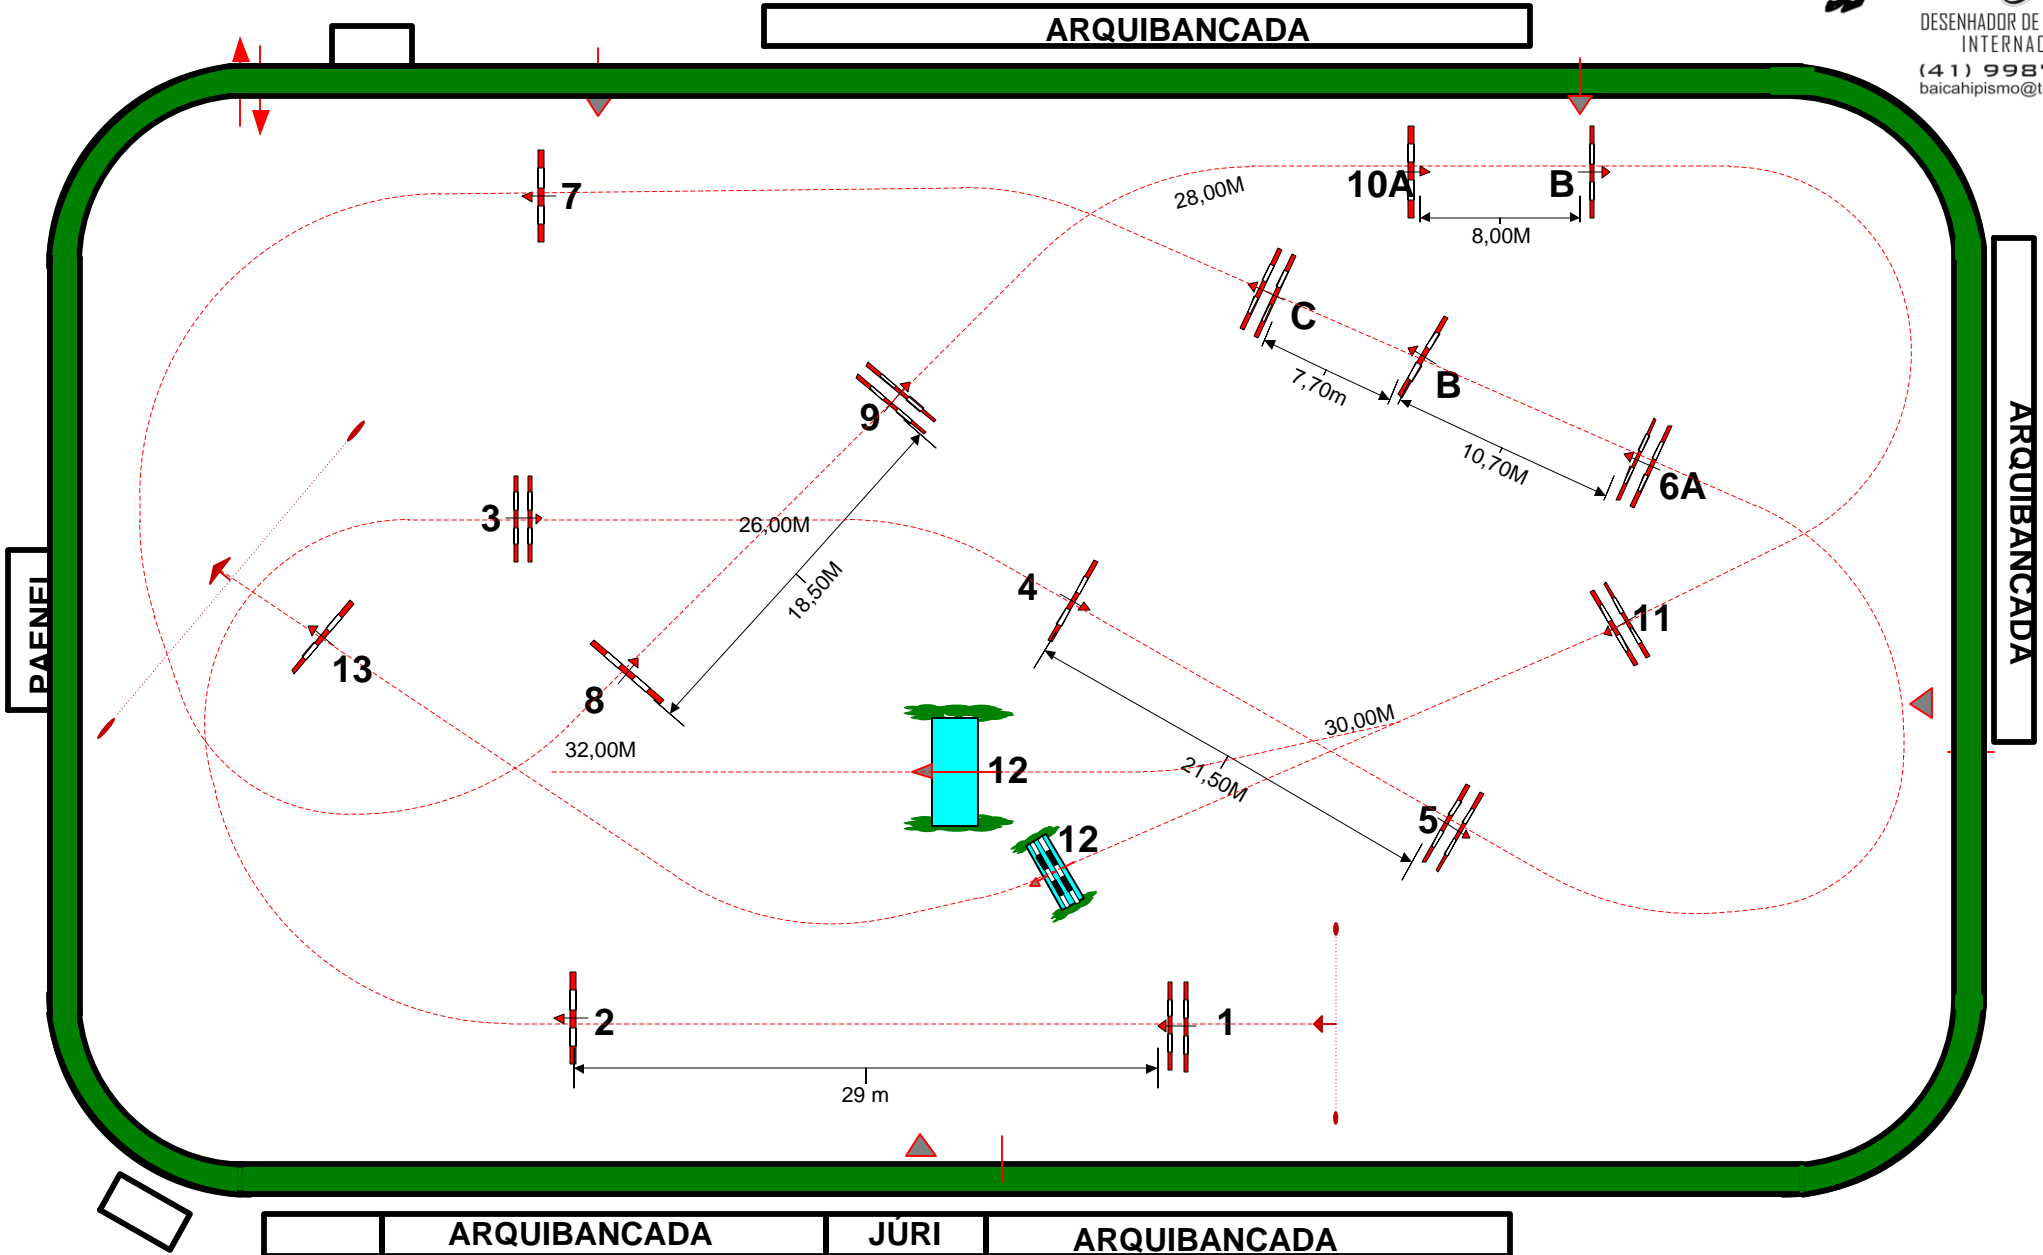 ARQUIBANCADA
DESENHADOR DE
INTERNAC
(41) 998
baicahipismo@t
7
28,00M
10A
B
8,00M
C
7,70m
B
10,70M
6A
ARQUIBANCADA
9
3
26,00M
18,50M
4
11
PAENEL
13
8
32,00M
12
30,00M
21,50M
5
12
2
1
29 m
ARQUIBANCADA
JÚRI
ARQUIBANCADA